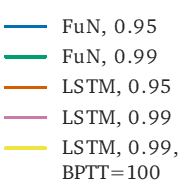 FuN, 0.95
FuN, 0.99
LSTM, 0.95
LSTM, 0.99
LSTM, 0.99,
BPTT=100